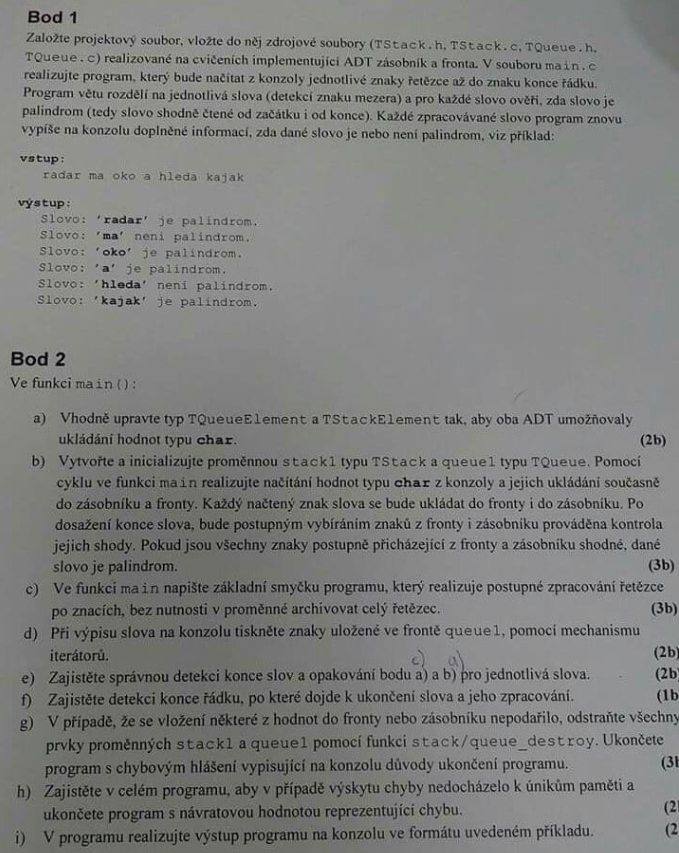 Bod 1
Založte projektový soubor, vložte do něj zdrojové soubory (TStack.h, TStack.c, TQueue.h,
TQueue.c) realizované na cvičeních implementující ADT zásobník a fronta. V souboru main.c
realizujte program, který bude načítat z konzoly jednotlivé znaky řetězce až do znaku konce řádku.
Program větu rozdělí na jednotlivá slova (detekcí znaku mezera) a pro každé slovo ověří, zda slovo je
palindrom (tedy slovo shodně čtené od začátku i od konce). Každé zpracovávané slovo program znovu
vypíše na konzolu doplněné informací, zda dané slovo je nebo není palindrom, viz příklad:
vstup:
radar ma oko a hleda kajak
výstup:
Slovo: 'radar' je palindrom.
Slovo: 'ma' neni palindrom.
Slovo: 'oko' je palindrom.
Slovo: 'a' je palindrom.
Slovo: 'hleda' neni palindrom.
Slovo: 'kajak' je palindrom.
Bod 2
Ve funkci main():
a) Vhodně upravte typ TQueueElement a TStackElement tak, aby oba ADT umožňovaly
ukládání hodnot typu char. (2b)
b) Vytvořte a inicializujte proměnnou stack1 typu TStack a queue1 typu TQueue. Pomocí
cyklu ve funkci main realizujte načítání hodnot typu char z konzoly a jejich ukládání současně
do zásobníku a fronty. Každý načtený znak slova se bude ukládat do fronty i do zásobníku. Po
dosažení konce slova, bude postupným vybíráním znaků z fronty i zásobníku prováděna kontrola
jejich shody. Pokud jsou všechny znaky postupně přicházející z fronty a zásobníku shodné, dané
slovo je palindrom. (3b)
c) Ve funkci main napište základní smyčku programu, který realizuje postupné zpracování řetězce
po znacích, bez nutnosti v proměnné archivovat celý řetězec. (3b)
d) Při výpisu slova na konzolu tiskněte znaky uložené ve frontě queue1, pomocí mechanismu
iterátorů. (2b)
c) a)
e) Zajistěte správnou detekci konce slov a opakování bodu a) a b) pro jednotlivá slova. (2b)
f) Zajistěte detekci konce řádku, po které dojde k ukončení slova a jeho zpracování. (1b
g) V případě, že se vložení některé z hodnot do fronty nebo zásobníku nepodařilo, odstraňte všechny
prvky proměnných stack1 a queue1 pomocí funkcí stack/queue_destroy. Ukončete
program s chybovým hlášení vypisující na konzolu důvody ukončení programu. (3b
h) Zajistěte v celém programu, aby v případě výskytu chyby nedocházelo k únikům paměti a
ukončete program s návratovou hodnotou reprezentující chybu. (2
i) V programu realizujte výstup programu na konzolu ve formátu uvedeném příkladu. (2